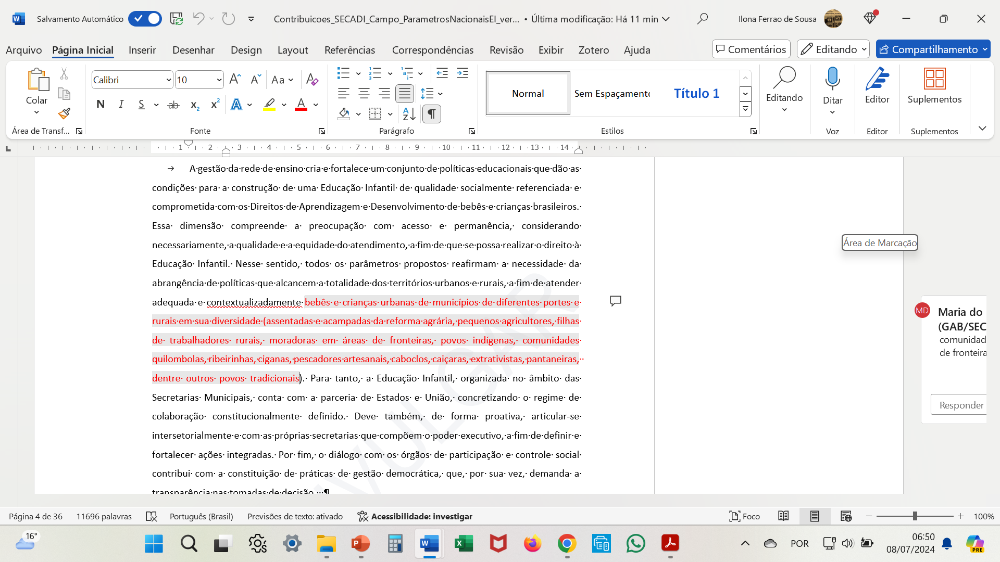 Salvamento Automático
Contribuicoes_SECADI_Campo_ParametrosNacionaisEI_ver... • Última modificação: Há 11 min
Ilona Ferrao de Sousa
Arquivo Página Inicial Inserir Desenhar Design Layout Referências Correspondências Revisão Exibir Zotero Ajuda
Comentários Editando Compartilhamento
Colar
Calibri 10
Normal Sem Espaçamento Título 1
Editando Ditar Editor Suplementos
Área de Transf... Fonte Parágrafo Estilos Voz Editor Suplementos
1 2 3 4 5 6 7 8 9 10 11 12 13 14
→ A gestão da rede de ensino cria e fortalece um conjunto de políticas educacionais que dão as
condições para a construção de uma Educação Infantil de qualidade socialmente referenciada e
comprometida com os Direitos de Aprendizagem e Desenvolvimento de bebês e crianças brasileiros.
Essa dimensão compreende a preocupação com acesso e permanência, considerando
necessariamente, a qualidade e a equidade do atendimento, a fim de que se possa realizar o direito à
Educação Infantil. Nesse sentido, todos os parâmetros propostos reafirmam a necessidade da
abrangência de políticas que alcancem a totalidade dos territórios urbanos e rurais, a fim de atender
adequada e contextualizadamente bebês e crianças urbanas de municípios de diferentes portes e
rurais em sua diversidade (assentadas e acampadas da reforma agrária, pequenos agricultores, filhas
de trabalhadores rurais, moradoras em áreas de fronteiras, povos indígenas, comunidades
quilombolas, ribeirinhas, ciganas, pescadores artesanais, caboclos, caiçaras, extrativistas, pantaneiras,
dentre outros povos tradicionais). Para tanto, a Educação Infantil, organizada no âmbito das
Secretarias Municipais, conta com a parceria de Estados e União, concretizando o regime de
colaboração constitucionalmente definido. Deve também, de forma proativa, articular-se
intersetorialmente e com as próprias secretarias que compõem o poder executivo, a fim de definir e
fortalecer ações integradas. Por fim, o diálogo com os órgãos de participação e controle social
contribui com a constituição de práticas de gestão democrática, que, por sua vez, demanda a
transparência nas tomadas de decisão. ¶
VULGAR
Área de Marcação
MD
Maria do
(GAB/SEC
comunidad
de fronteira
Responder
Página 4 de 36 11696 palavras Português (Brasil) Previsões de texto: ativado Acessibilidade: investigar
Foco 100%
16°
POR
06:50
08/07/2024
PRE